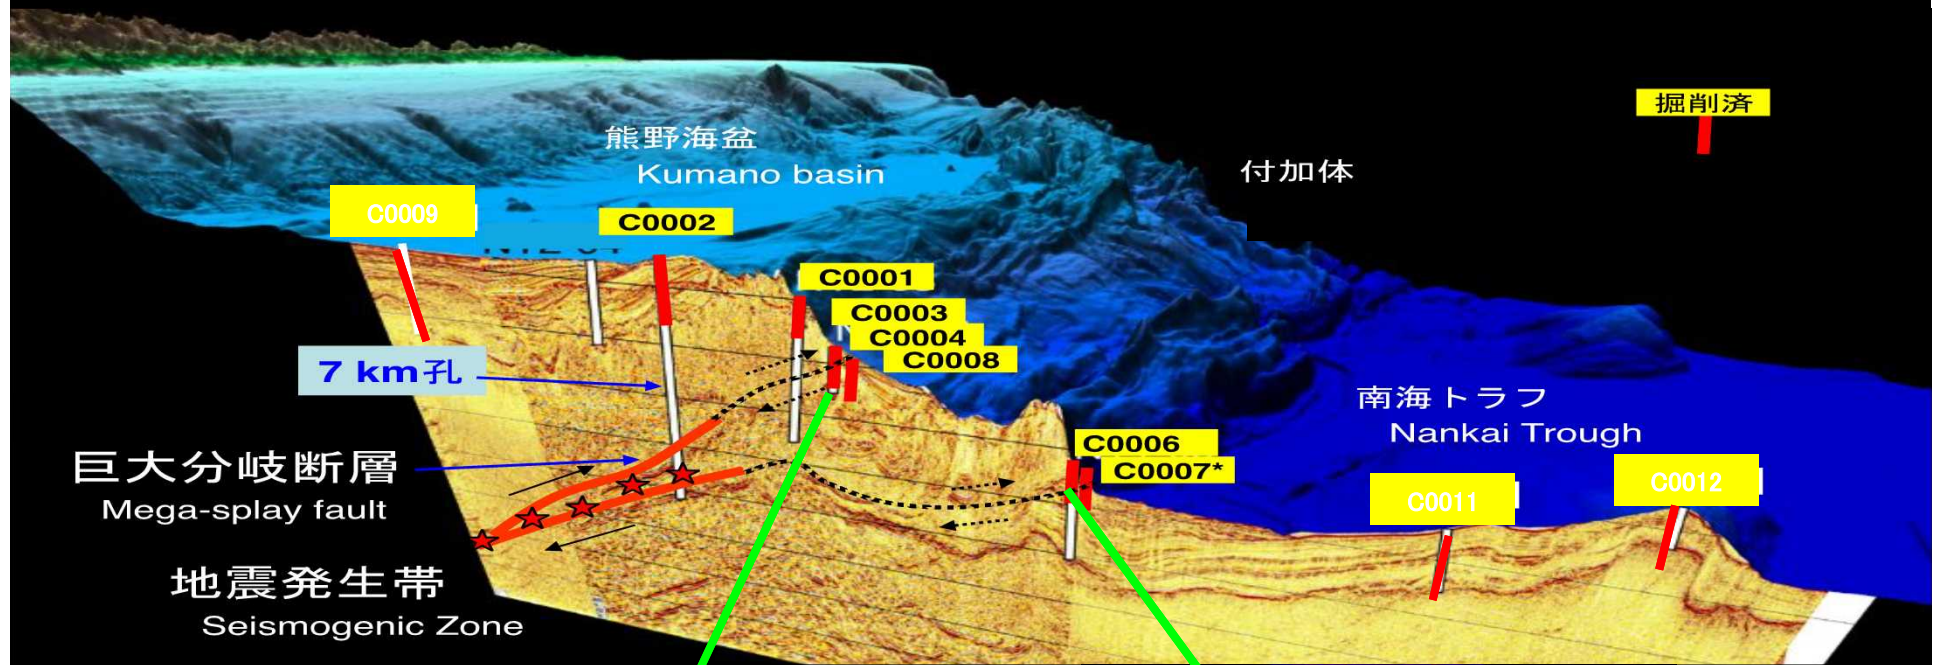 掘削済
熊野海盆
Kumano basin
付加体
C0009
C0002
C0001
C0003
C0004
C0008
7 km孔
南海トラフ
Nankai Trough
C0006
C0007*
巨大分岐断層
Mega-splay fault
C0011
C0012
地震発生帯
Seismogenic Zone